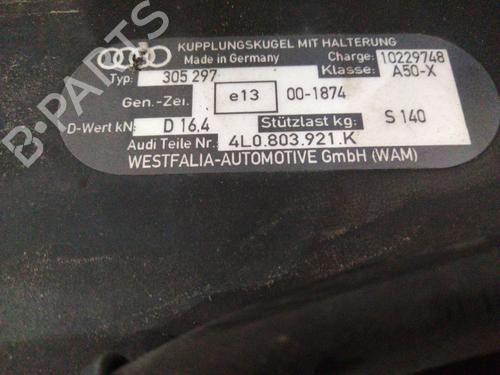 KUPPLUNGSKUGEL MIT HALTERUNG
Made in Germany Charge: 10229748
Typ: 305 297 Klasse: A50-X
Gen.-Zei. e13 00-1874
D-Wert kN: D 16.4 Stützlast kg: S 140
Audi Teile Nr.: 4L0.803.921.K
WESTFALIA-AUTOMOTIVE GmbH (WAM)
B-PARTS